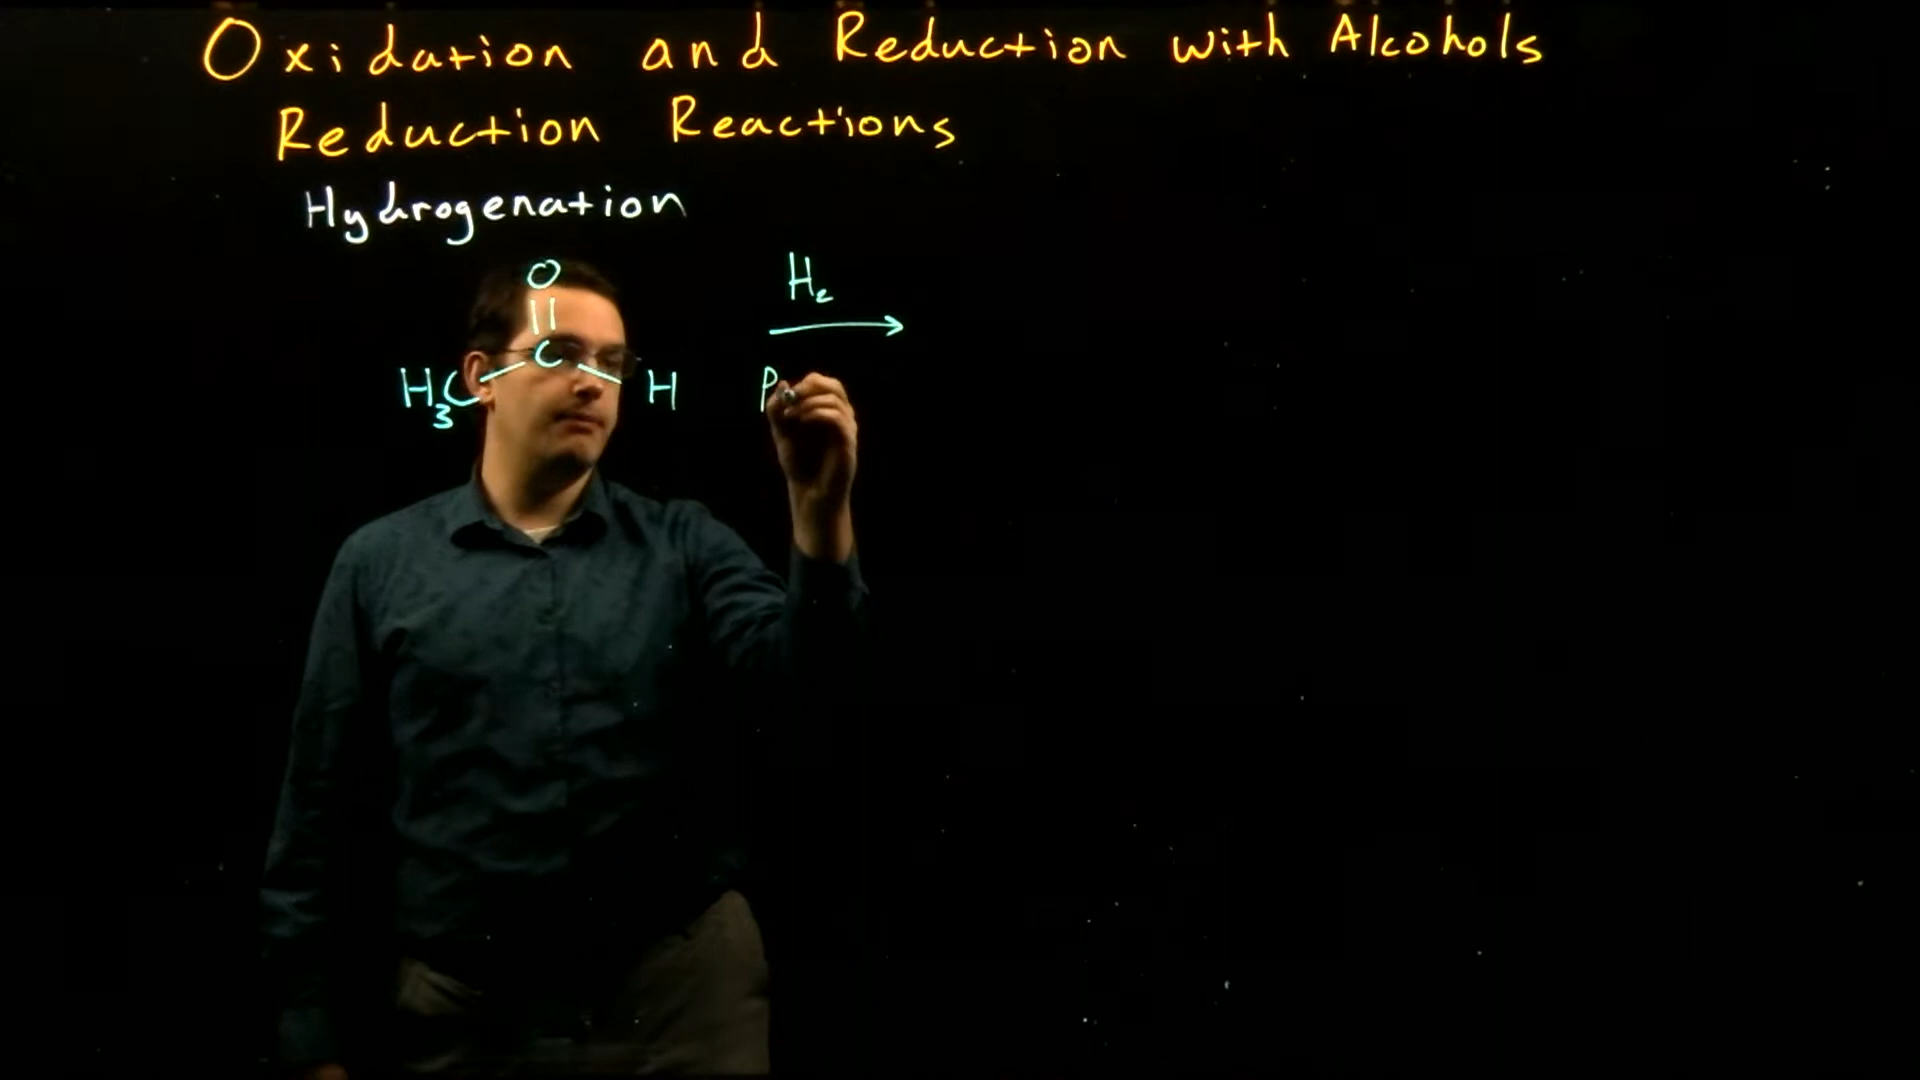 Oxidation and Reduction with Alcohols
Reduction Reactions
Hydrogenation
O
H₂
C
H₃C H P